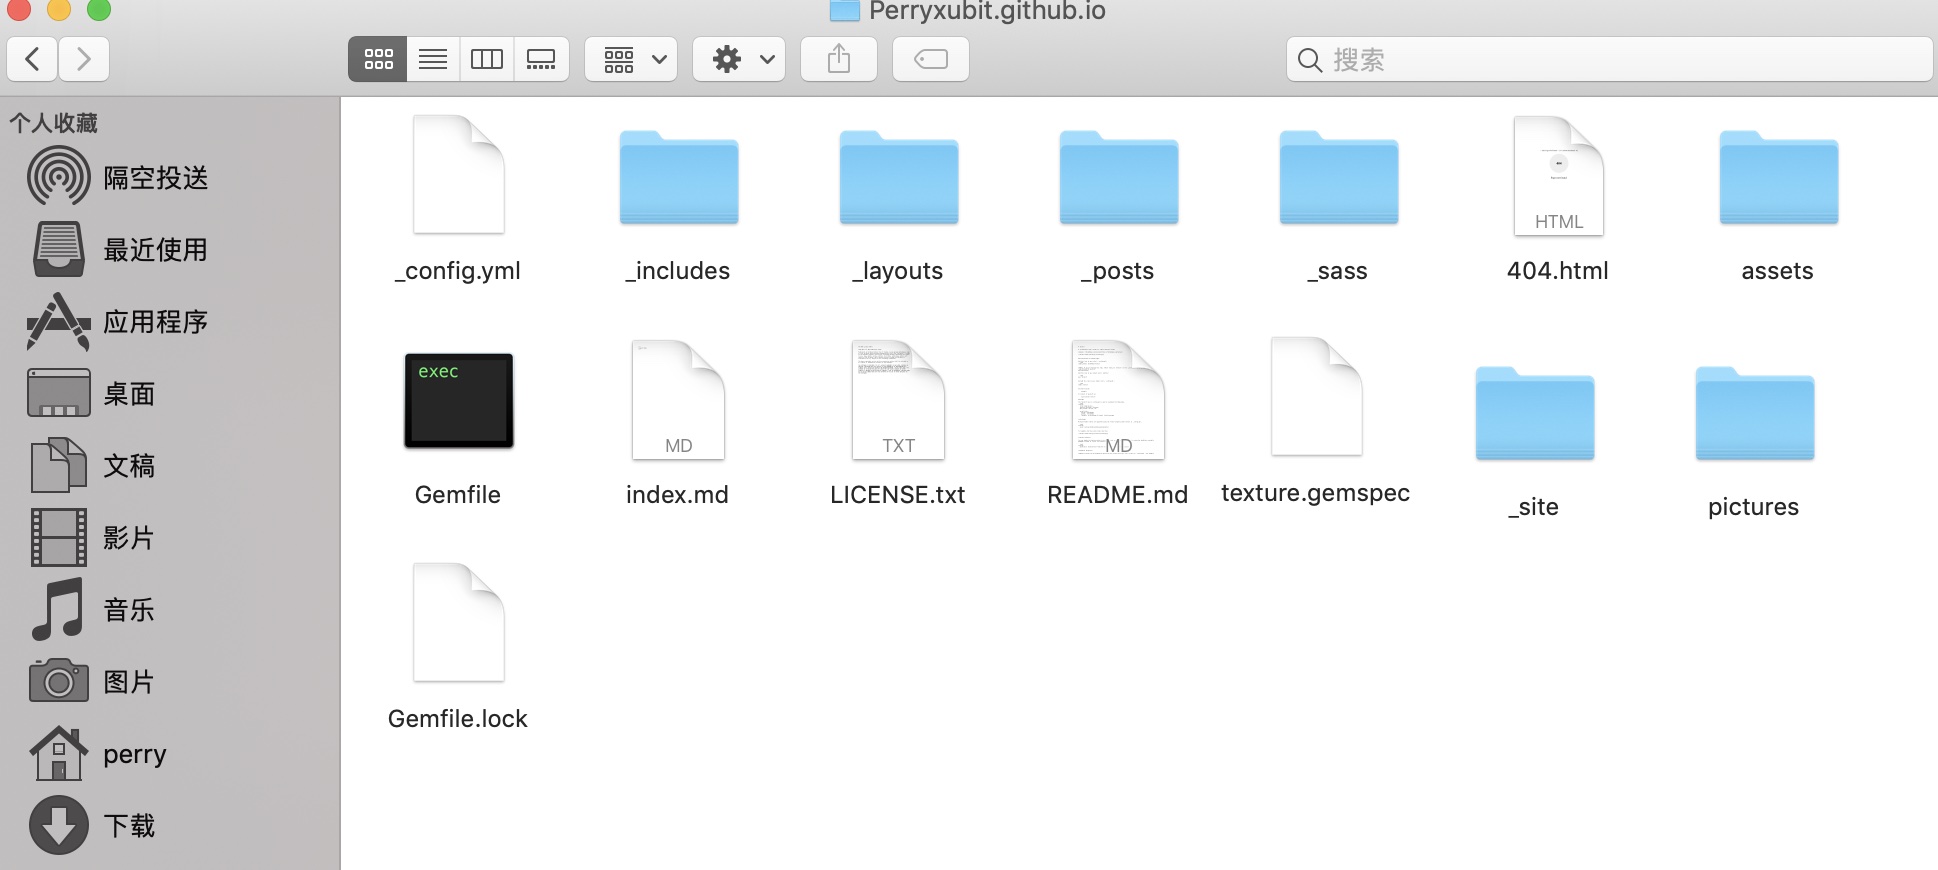 Perryxubit.github.io
搜索
个人收藏
隔空投送
最近使用
应用程序
桌面
文稿
影片
音乐
图片
perry
下载
_config.yml
_includes
_layouts
_posts
_sass
HTML
404.html
assets
exec
Gemfile
MD
index.md
TXT
LICENSE.txt
MD
README.md
texture.gemspec
_site
pictures
Gemfile.lock